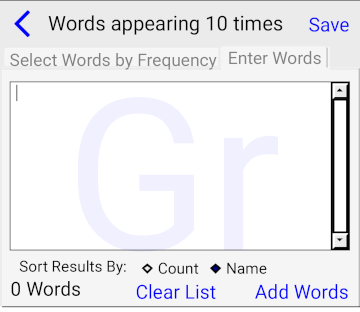 Words appearing 10 times Save
Select Words by Frequency Enter Words
Gr
Sort Results By: Count Name
0 Words Clear List Add Words